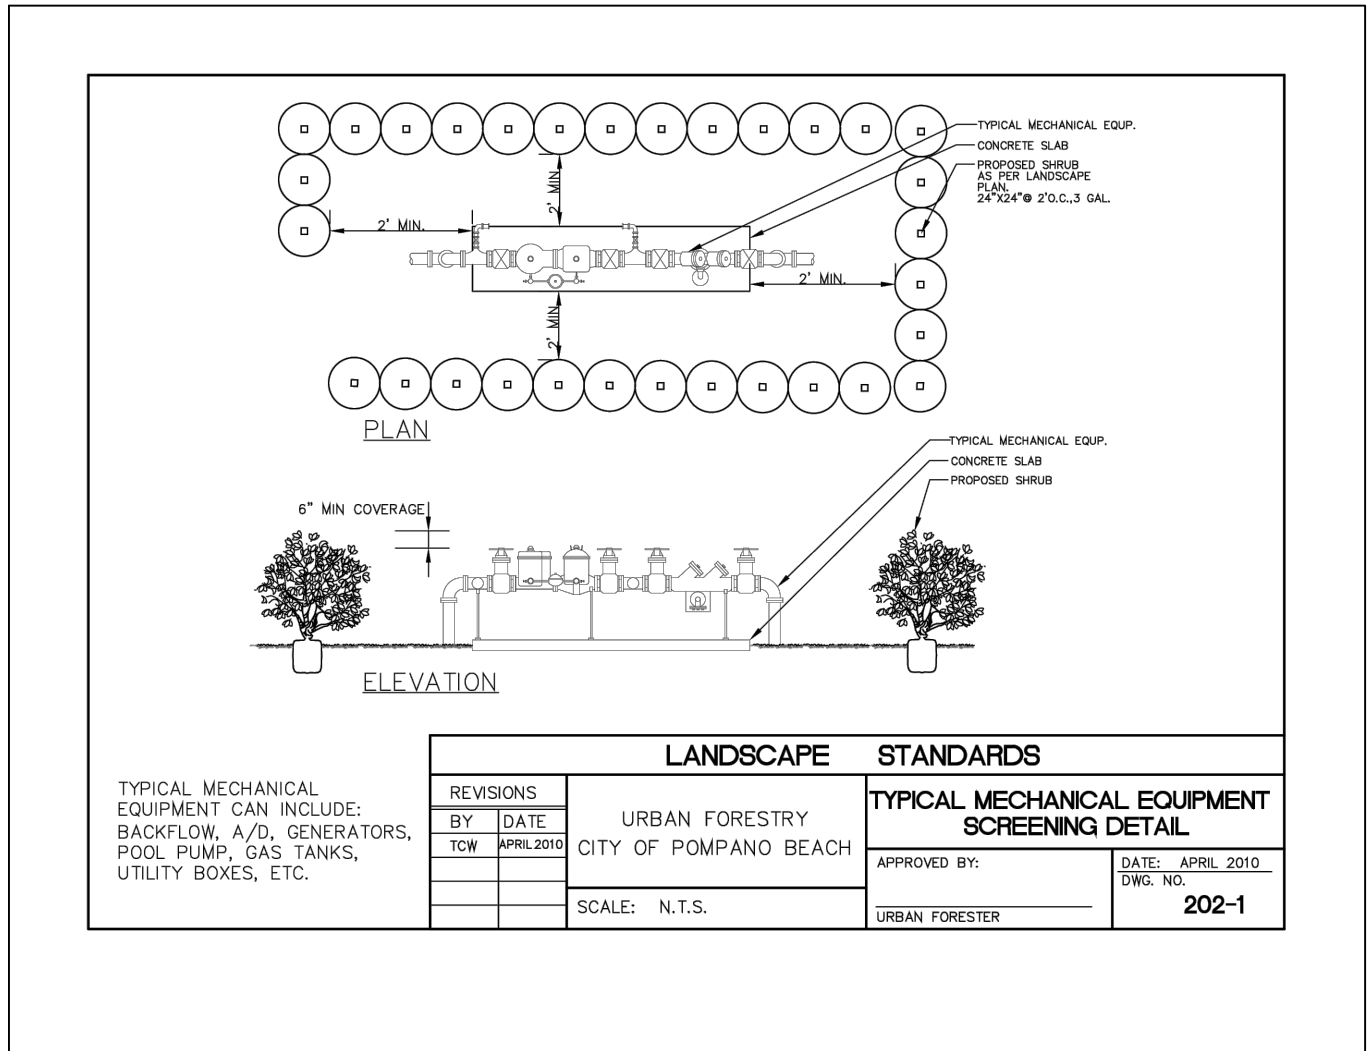 TYPICAL MECHANICAL EQUP.
CONCRETE SLAB
PROPOSED SHRUB
AS PER LANDSCAPE
PLAN.
24"X24"@ 2'O.C.,3 GAL.
2' MIN.
2' MIN.
2' MIN.
2' MIN
PLAN
TYPICAL MECHANICAL EQUP.
CONCRETE SLAB
PROPOSED SHRUB
6" MIN COVERAGE
ELEVATION
TYPICAL MECHANICAL
EQUIPMENT CAN INCLUDE:
BACKFLOW, A/D, GENERATORS,
POOL PUMP, GAS TANKS,
UTILITY BOXES, ETC.
LANDSCAPE STANDARDS
REVISIONS
BY DATE
TCW APRIL 2010
URBAN FORESTRY
CITY OF POMPANO BEACH
SCALE: N.T.S.
TYPICAL MECHANICAL EQUIPMENT
SCREENING DETAIL
APPROVED BY:
URBAN FORESTER
DATE: APRIL 2010
DWG. NO.
202-1